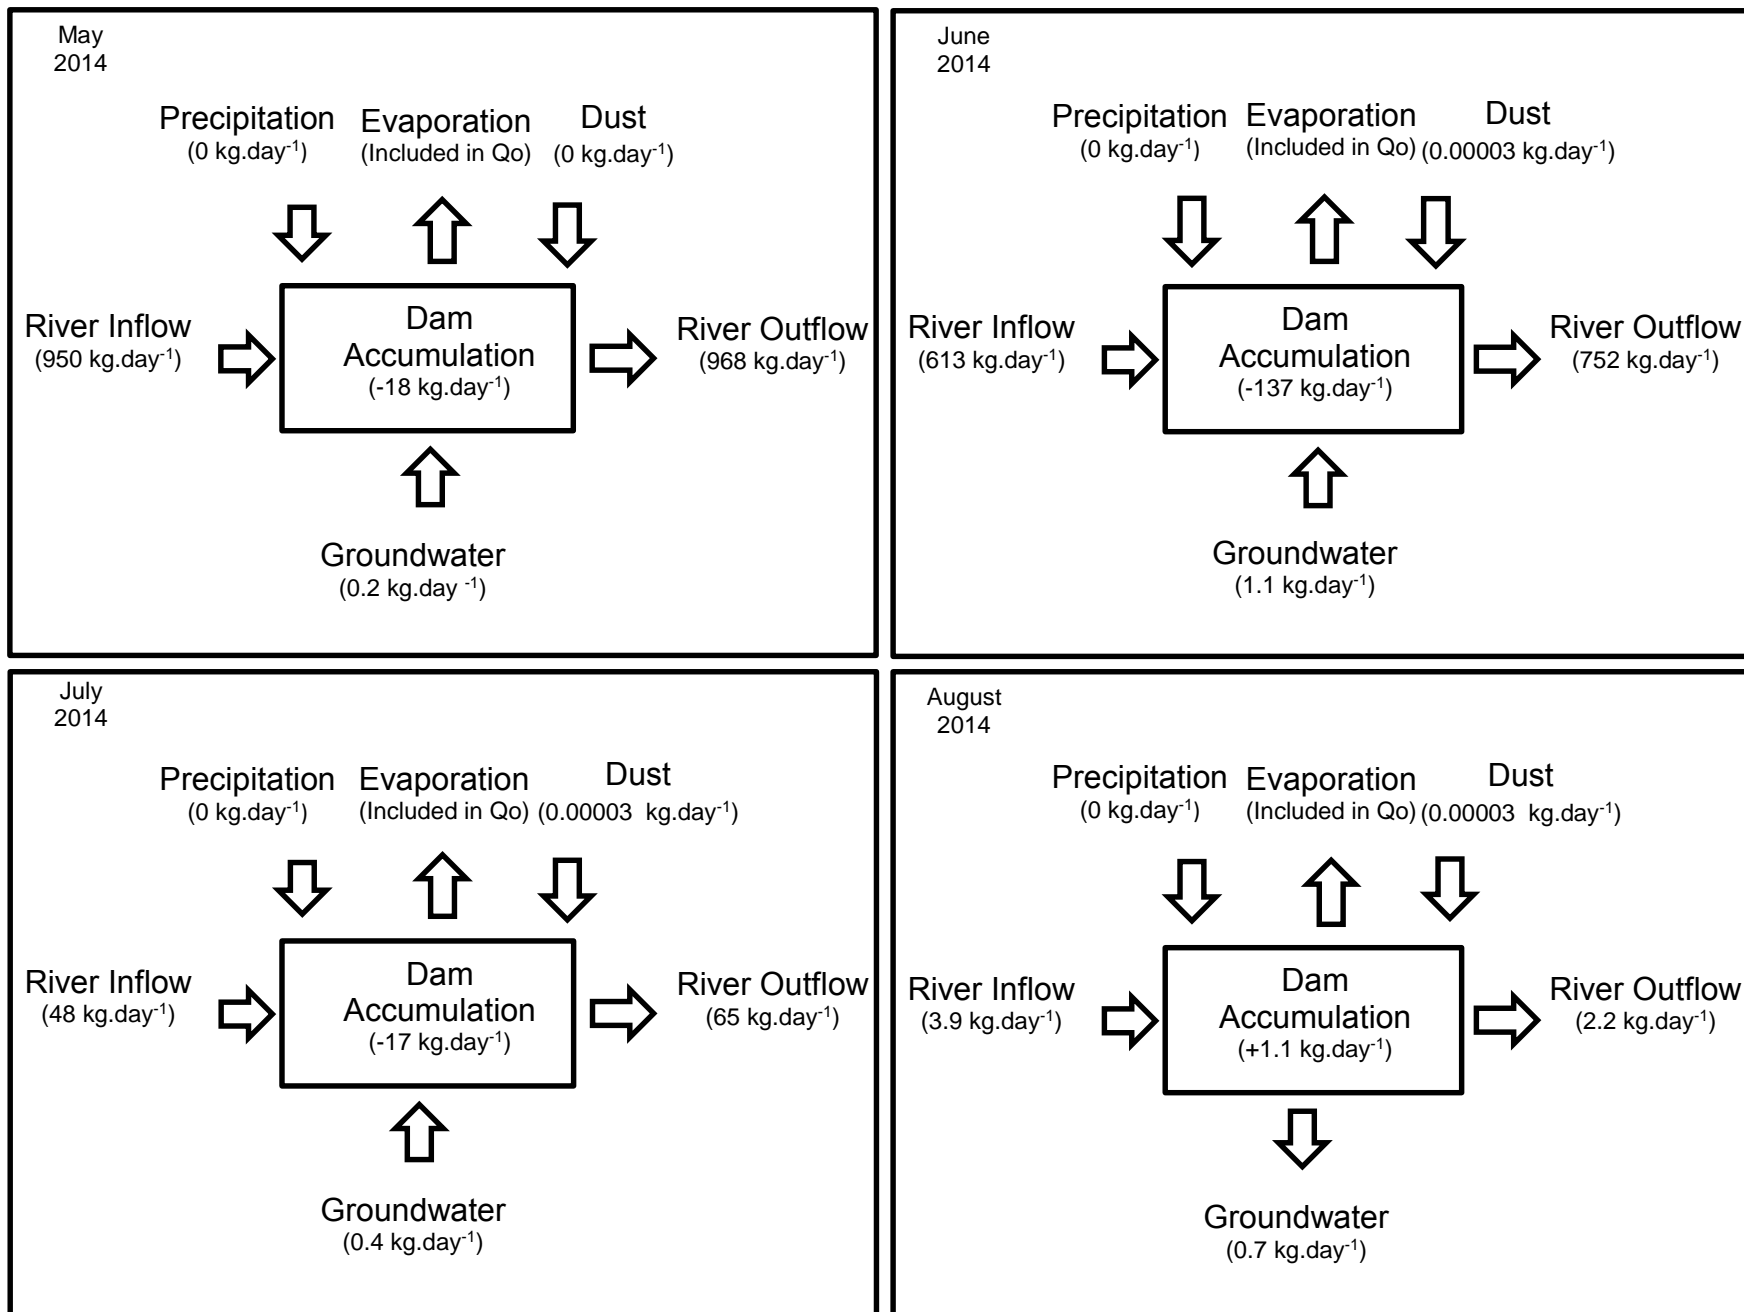 May
2014
Precipitation
(0 kg.day⁻¹)
Evaporation
(Included in Qo)
Dust
(0 kg.day⁻¹)
River Inflow
(950 kg.day⁻¹)
Dam
Accumulation
(-18 kg.day⁻¹)
River Outflow
(968 kg.day⁻¹)
Groundwater
(0.2 kg.day ⁻¹)
June
2014
Precipitation
(0 kg.day⁻¹)
Evaporation
(Included in Qo)
Dust
(0.00003 kg.day⁻¹)
River Inflow
(613 kg.day⁻¹)
Dam
Accumulation
(-137 kg.day⁻¹)
River Outflow
(752 kg.day⁻¹)
Groundwater
(1.1 kg.day⁻¹)
July
2014
Precipitation
(0 kg.day⁻¹)
Evaporation
(Included in Qo)
Dust
(0.00003 kg.day⁻¹)
River Inflow
(48 kg.day⁻¹)
Dam
Accumulation
(-17 kg.day⁻¹)
River Outflow
(65 kg.day⁻¹)
Groundwater
(0.4 kg.day⁻¹)
August
2014
Precipitation
(0 kg.day⁻¹)
Evaporation
(Included in Qo)
Dust
(0.00003 kg.day⁻¹)
River Inflow
(3.9 kg.day⁻¹)
Dam
Accumulation
(+1.1 kg.day⁻¹)
River Outflow
(2.2 kg.day⁻¹)
Groundwater
(0.7 kg.day⁻¹)